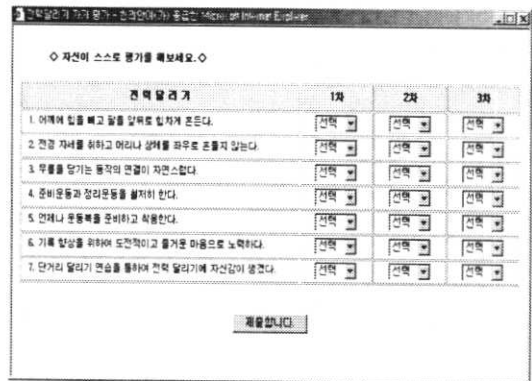 ◇ 자신이 스스로 평가를 해보세요.◇
전력달리기 1차 2차 3차
1. 어깨에 힘을 빼고 팔을 앞뒤로 힘차게 흔든다. 선택 선택 선택
2. 전경 자세를 취하고 머리나 상체를 좌우로 흔들지 않는다. 선택 선택 선택
3. 무릎을 당기는 동작의 연결이 자연스럽다. 선택 선택 선택
4. 준비운동과 정리운동을 철저히 한다. 선택 선택 선택
5. 언제나 운동복을 준비하고 착용한다. 선택 선택 선택
6. 기록 향상을 위하여 도전적이고 즐거운 마음으로 노력하다. 선택 선택 선택
7. 단거리 달리기 연습을 통하여 전력 달리기에 자신감이 생겼다. 선택 선택 선택
제출합니다.